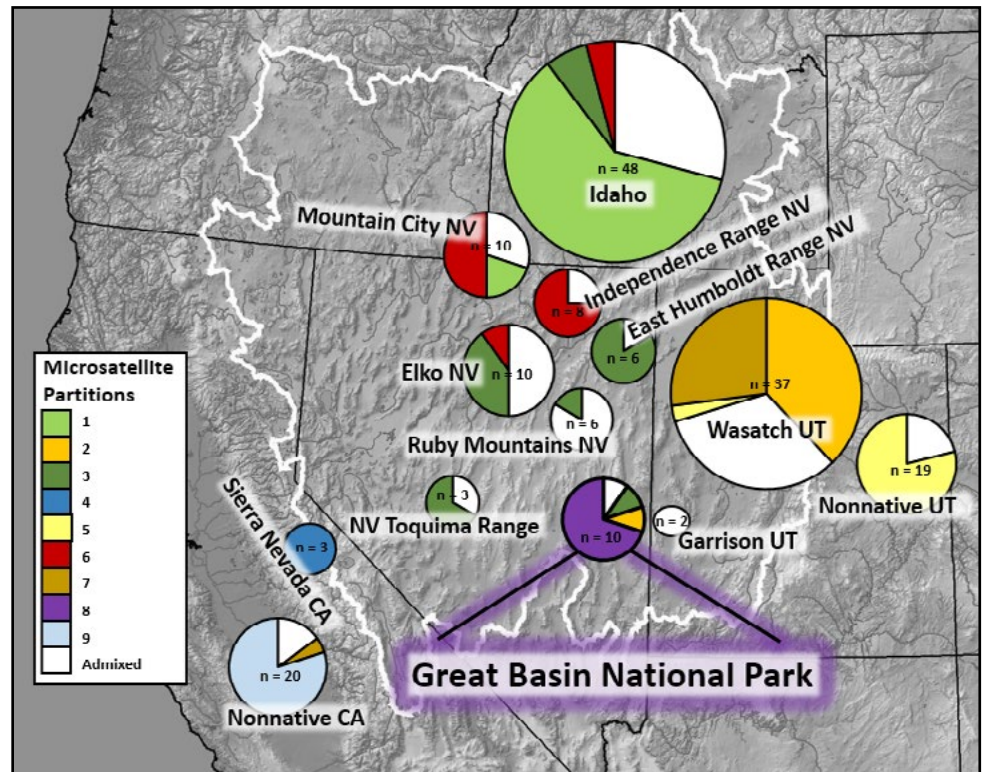 n = 48
Idaho
Mountain City NV
n = 10
Independence Range NV
n = 8
East Humboldt Range NV
n = 6
Elko NV
n = 10
n = 37
Wasatch UT
n = 6
Ruby Mountains NV
n = 19
Nonnative UT
n = 3
NV Toquima Range
n = 10
n = 2
Garrison UT
Sierra Nevada CA
n = 3
n = 20
Nonnative CA
Great Basin National Park
Microsatellite
Partitions
1
2
3
4
5
6
7
8
9
Admixed